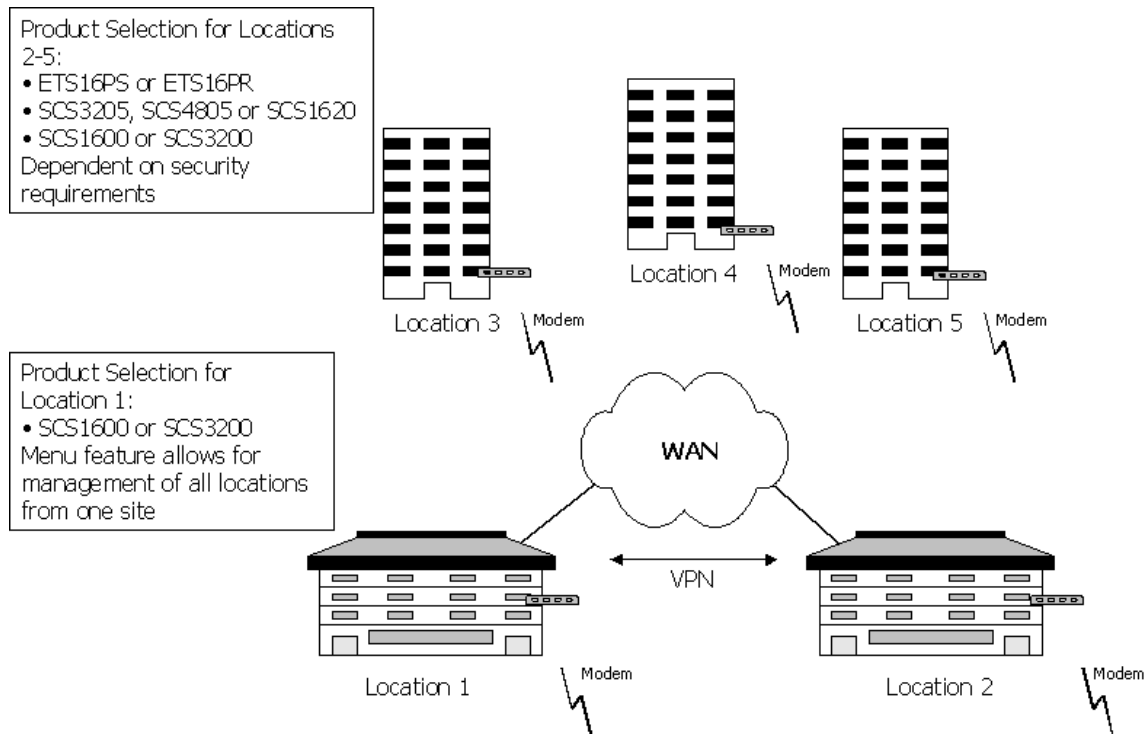 Product Selection for Locations
2-5:
• ETS16PS or ETS16PR
• SCS3205, SCS4805 or SCS1620
• SCS1600 or SCS3200
Dependent on security
requirements
Location 3
Modem
Location 4
Modem
Location 5
Modem
Product Selection for
Location 1:
• SCS1600 or SCS3200
Menu feature allows for
management of all locations
from one site
WAN
VPN
Location 1
Modem
Location 2
Modem